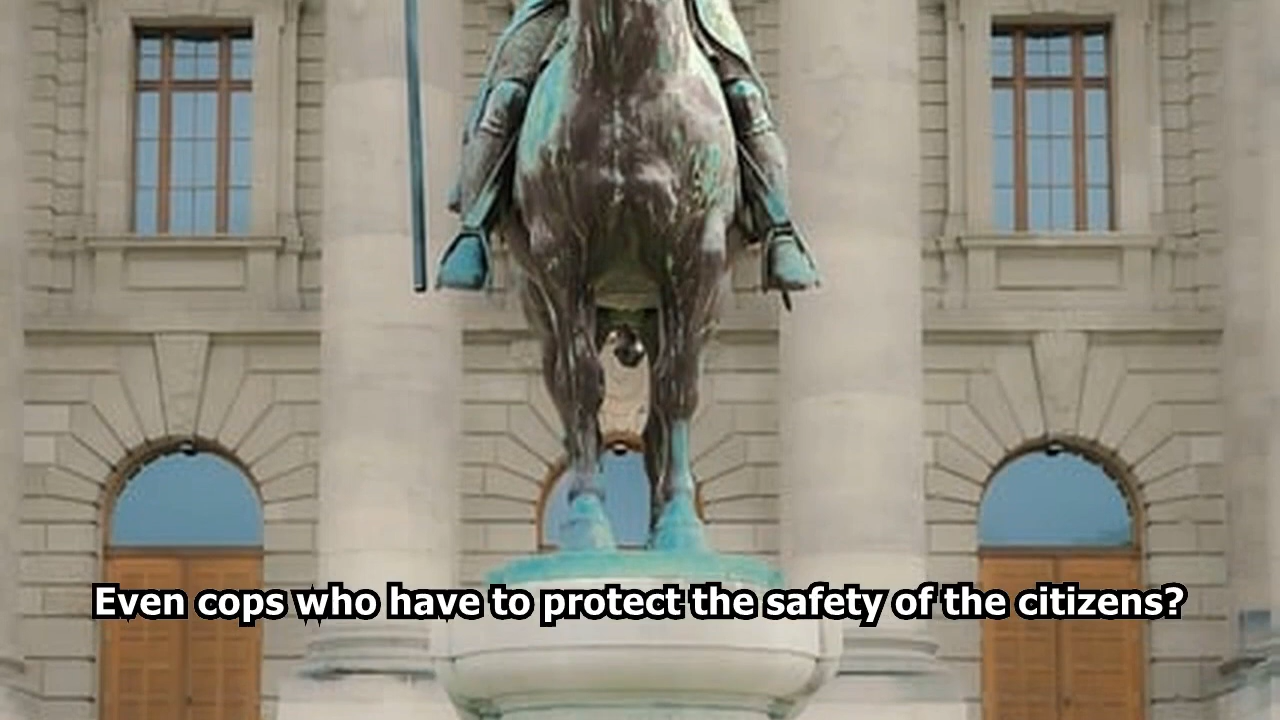 Even cops who have to protect the safety of the citizens?